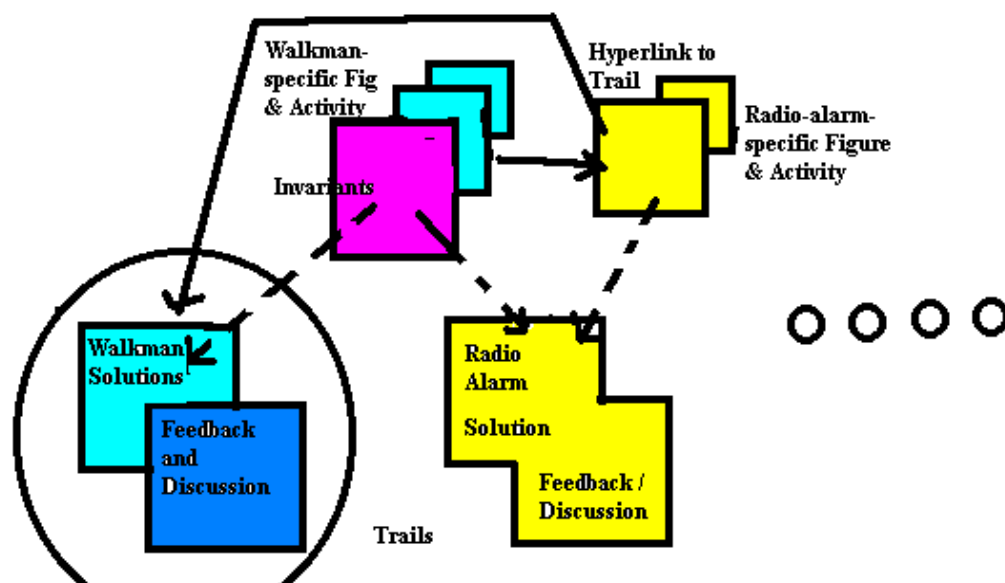 Walkman-
specific Fig
& Activity
Hyperlink to
Trail
Radio-alarm-
specific Figure
& Activity
Invariants
Walkman
Solutions
Feedback
and
Discussion
Radio
Alarm
Solution
Feedback /
Discussion
Trails